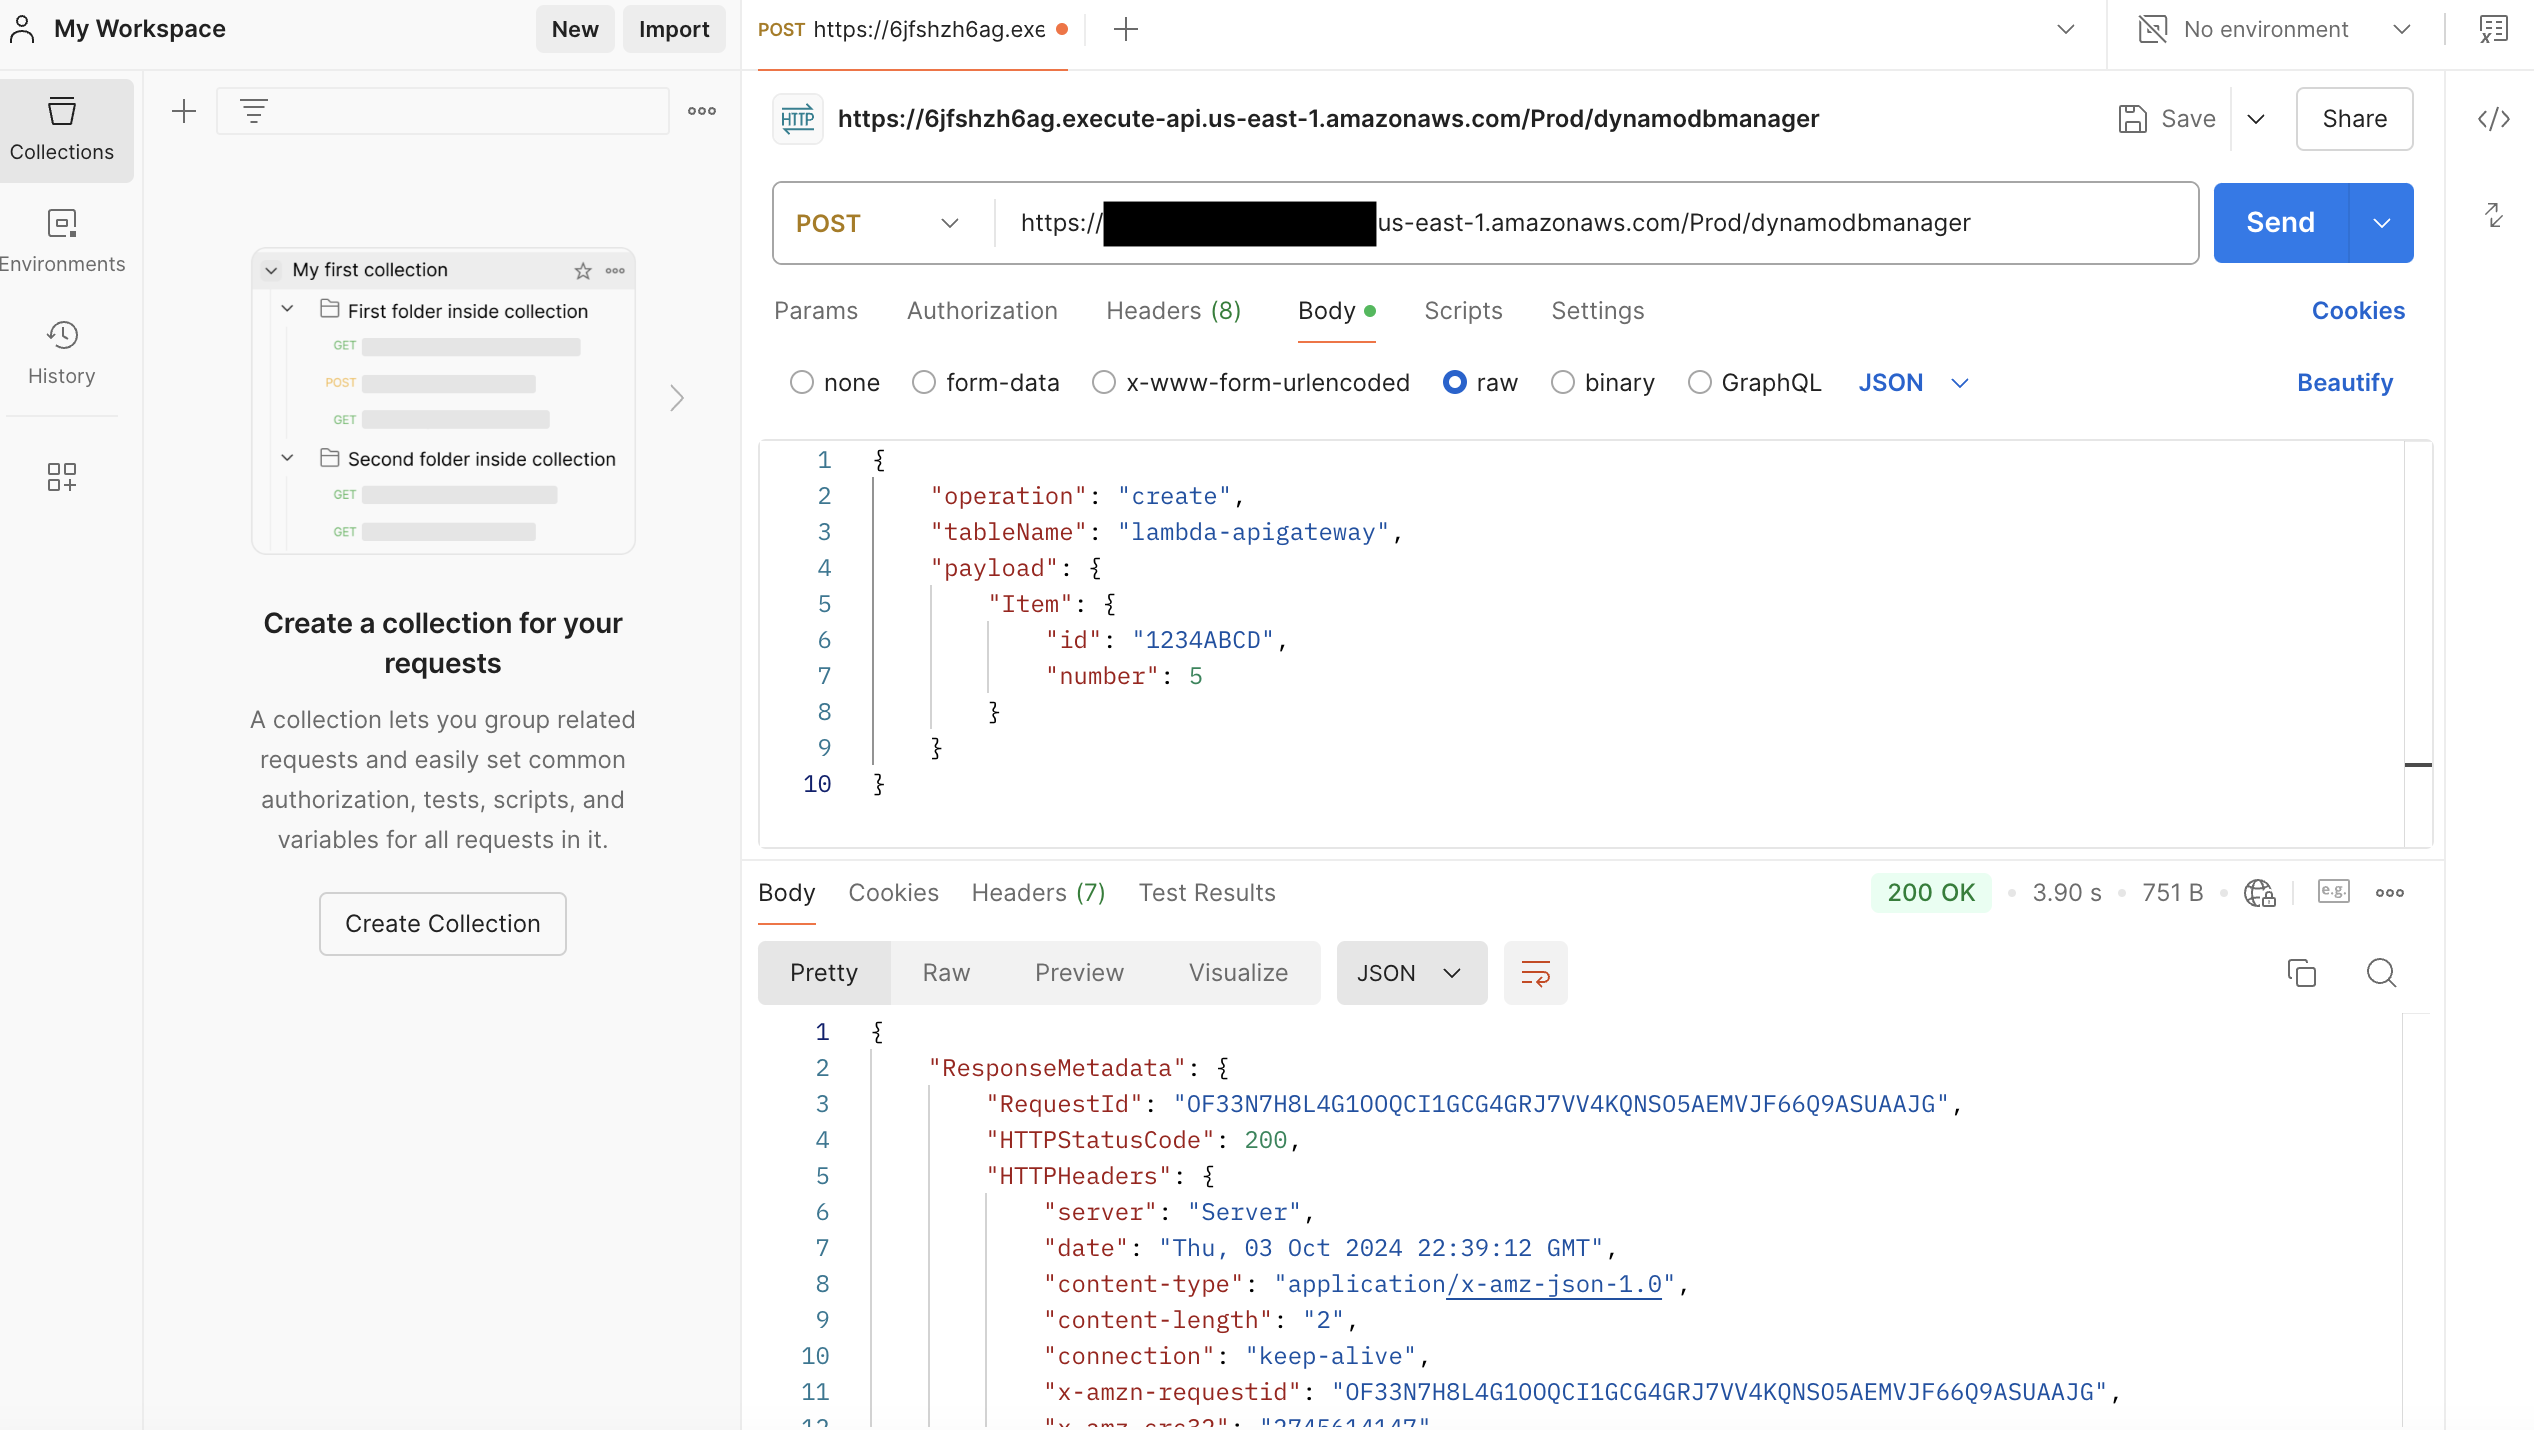 My Workspace
New
Import
POST https://6jfshzh6ag.exe
No environment
Collections
Environments
History
My first collection
First folder inside collection
GET
POST
GET
Second folder inside collection
GET
GET
Create a collection for your
requests
A collection lets you group related
requests and easily set common
authorization, tests, scripts, and
variables for all requests in it.
Create Collection
HTTP
https://6jfshzh6ag.execute-api.us-east-1.amazonaws.com/Prod/dynamodbmanager
Save
Share
POST
https:// us-east-1.amazonaws.com/Prod/dynamodbmanager
Send
Params Authorization Headers (8) Body Scripts Settings Cookies
none form-data x-www-form-urlencoded raw binary GraphQL JSON Beautify
1 {
2 "operation": "create",
3 "tableName": "lambda-apigateway",
4 "payload": {
5 "Item": {
6 "id": "1234ABCD",
7 "number": 5
8 }
9 }
10 }
Body Cookies Headers (7) Test Results 200 OK • 3.90 s • 751 B • e.g.
Pretty Raw Preview Visualize JSON
1 {
2 "ResponseMetadata": {
3 "RequestId": "OF33N7H8L4G1OOQCI1GCG4GRJ7VV4KQNSO5AEMVJF66Q9ASUAAJG",
4 "HTTPStatusCode": 200,
5 "HTTPHeaders": {
6 "server": "Server",
7 "date": "Thu, 03 Oct 2024 22:39:12 GMT",
8 "content-type": "application/x-amz-json-1.0",
9 "content-length": "2",
10 "connection": "keep-alive",
11 "x-amzn-requestid": "OF33N7H8L4G1OOQCI1GCG4GRJ7VV4KQNSO5AEMVJF66Q9ASUAAJG",
12 "x-amz-crc32": "2745614147"